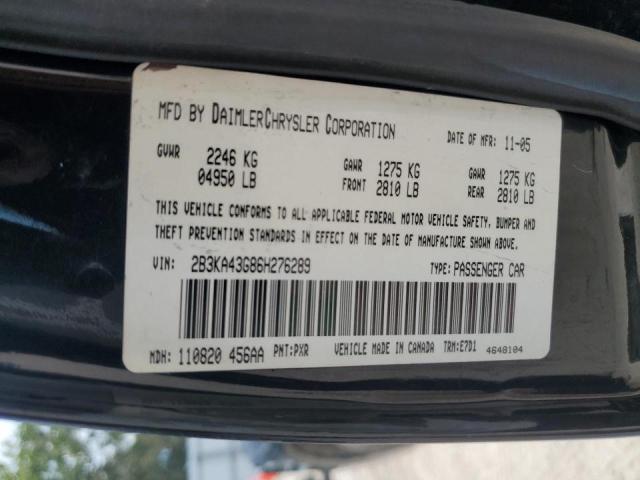 MFD BY DAIMLERCHRYSLER CORPORATION DATE OF MFR: 11-05
GVWR 2246 KG GAWR 1275 KG GAWR 1275 KG
04950 LB FRONT 2810 LB REAR 2810 LB
THIS VEHICLE CONFORMS TO ALL APPLICABLE FEDERAL MOTOR VEHICLE SAFETY, BUMPER AND
THEFT PREVENTION STANDARDS IN EFFECT ON THE DATE OF MANUFACTURE SHOWN ABOVE.
VIN: 2B3KA43G86H276289 TYPE: PASSENGER CAR
MDH: 110820 456AA PNT: PXR VEHICLE MADE IN CANADA TRM: E7D1 4648104